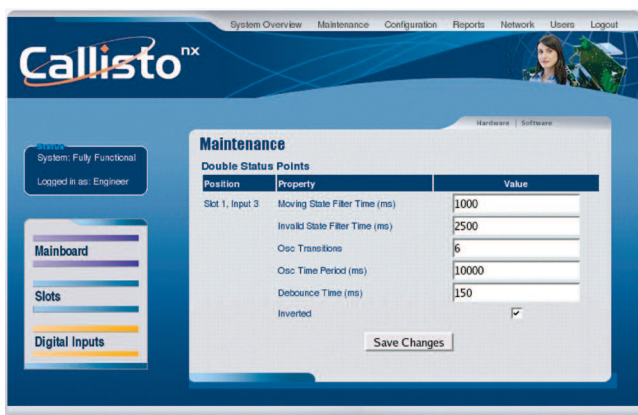 System Overview Maintenance Configuration Reports Network Users Logout
Callisto nx
Hardware | Software
Status
System: Fully Functional
Logged in as: Engineer
Mainboard
Slots
Digital Inputs
Maintenance
Double Status Points
Position Property Value
Slot 1, Input 3 Moving State Filter Time (ms) 1000
Invalid State Filter Time (ms) 2500
Osc Transitions 6
Osc Time Period (ms) 10000
Debounce Time (ms) 150
Inverted
Save Changes